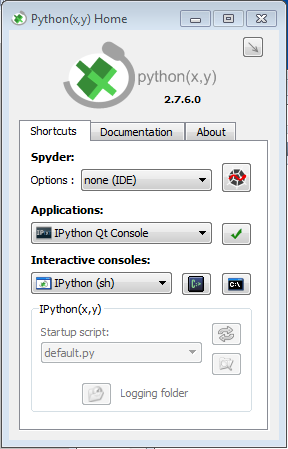 Python(x,y) Home
python(x,y)
2.7.6.0
Shortcuts Documentation About
Spyder:
Options : none (IDE)
Applications:
IPython Qt Console
Interactive consoles:
IPython (sh)
IPython(x,y)
Startup script:
default.py
Logging folder